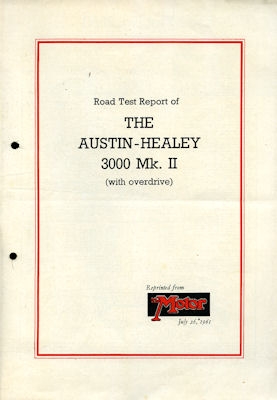 Road Test Report of
THE
AUSTIN-HEALEY
3000 Mk. II
(with overdrive)
Reprinted from
The Motor
July 26, 1961